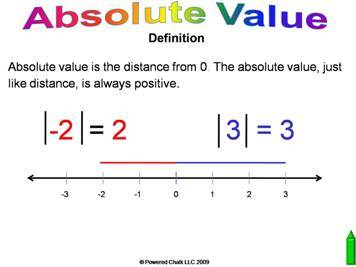 Absolute Value
Definition
Absolute value is the distance from 0. The absolute value, just
like distance, is always positive.
|-2| = 2 |3| = 3
-3 -2 -1 0 1 2 3
© Powered Chalk LLC 2009